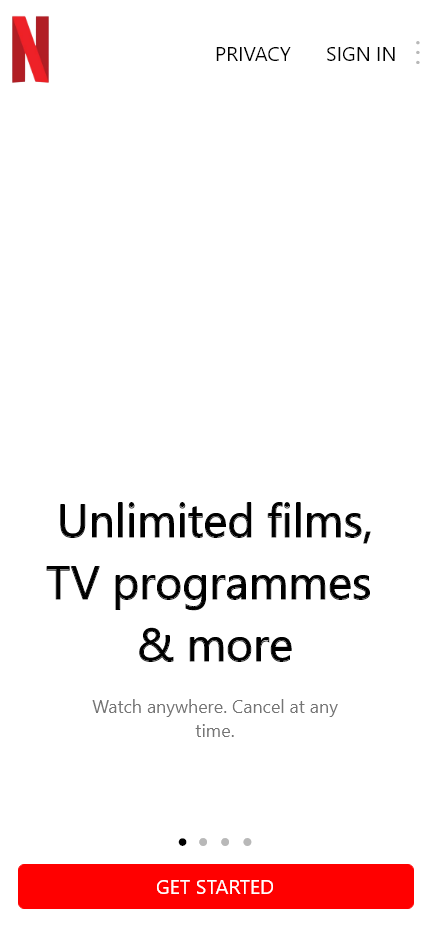 N
PRIVACY SIGN IN
Unlimited films,
TV programmes
& more
Watch anywhere. Cancel at any
time.
GET STARTED